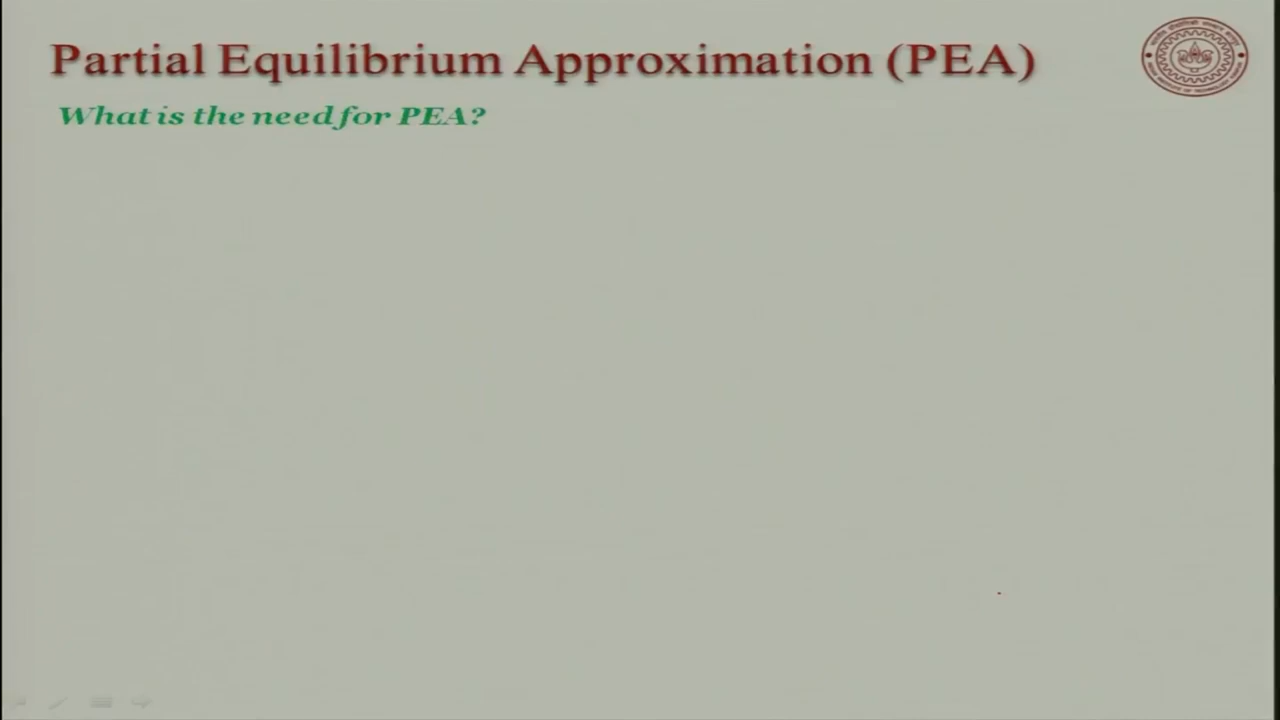 Partial Equilibrium Approximation (PEA)
What is the need for PEA?